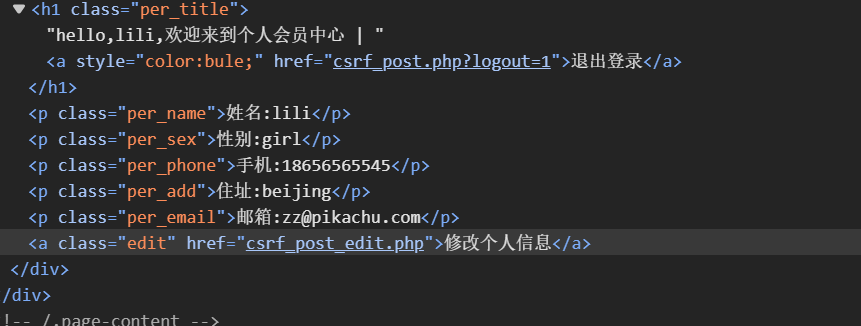 ▼<h1 class="per_title">
"hello,lili,欢迎来到个人会员中心 | "
<a style="color:bule;" href="csrf_post.php?logout=1">退出登录</a>
</h1>
<p class="per_name">姓名:lili</p>
<p class="per_sex">性别:girl</p>
<p class="per_phone">手机:18656565545</p>
<p class="per_add">住址:beijing</p>
<p class="per_email">邮箱:zz@pikachu.com</p>
<a class="edit" href="csrf_post_edit.php">修改个人信息</a>
</div>
/div>
!-- /.page-content -->